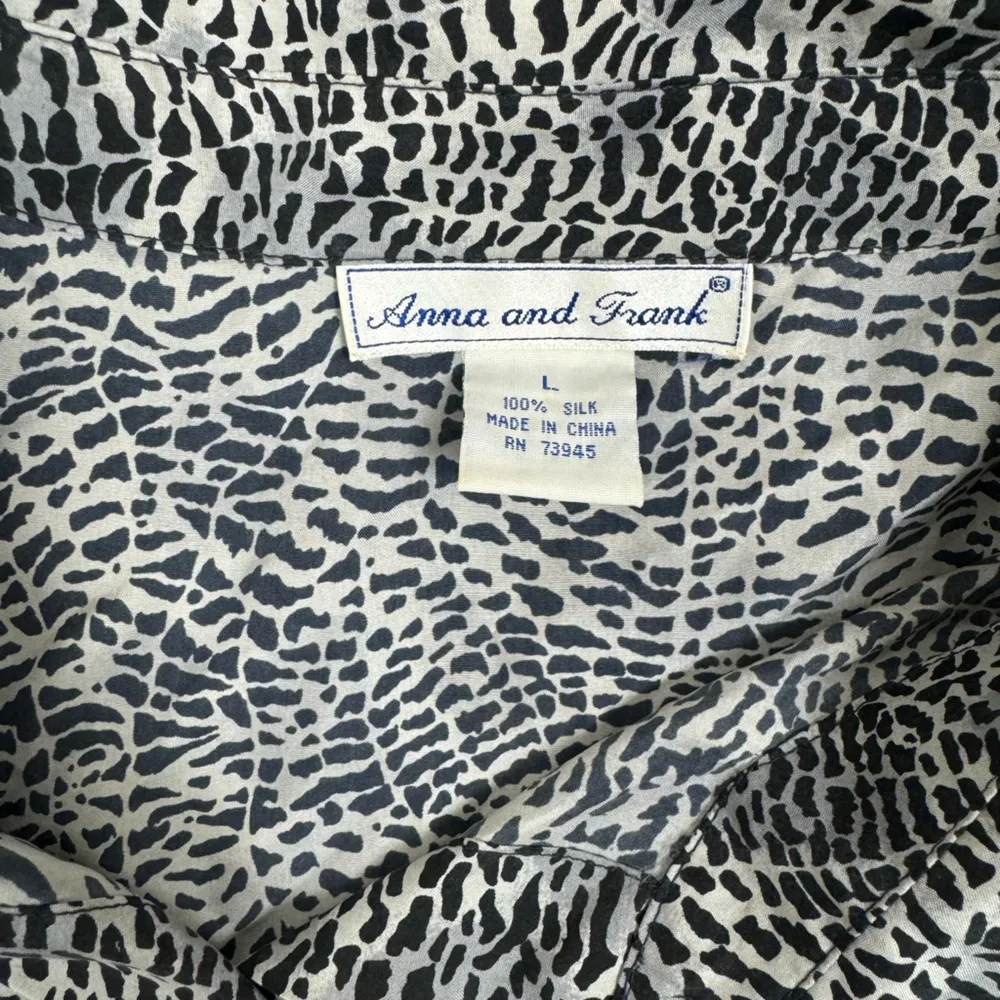 Anna and Frank®
L
100% SILK
MADE IN CHINA
RN 73945